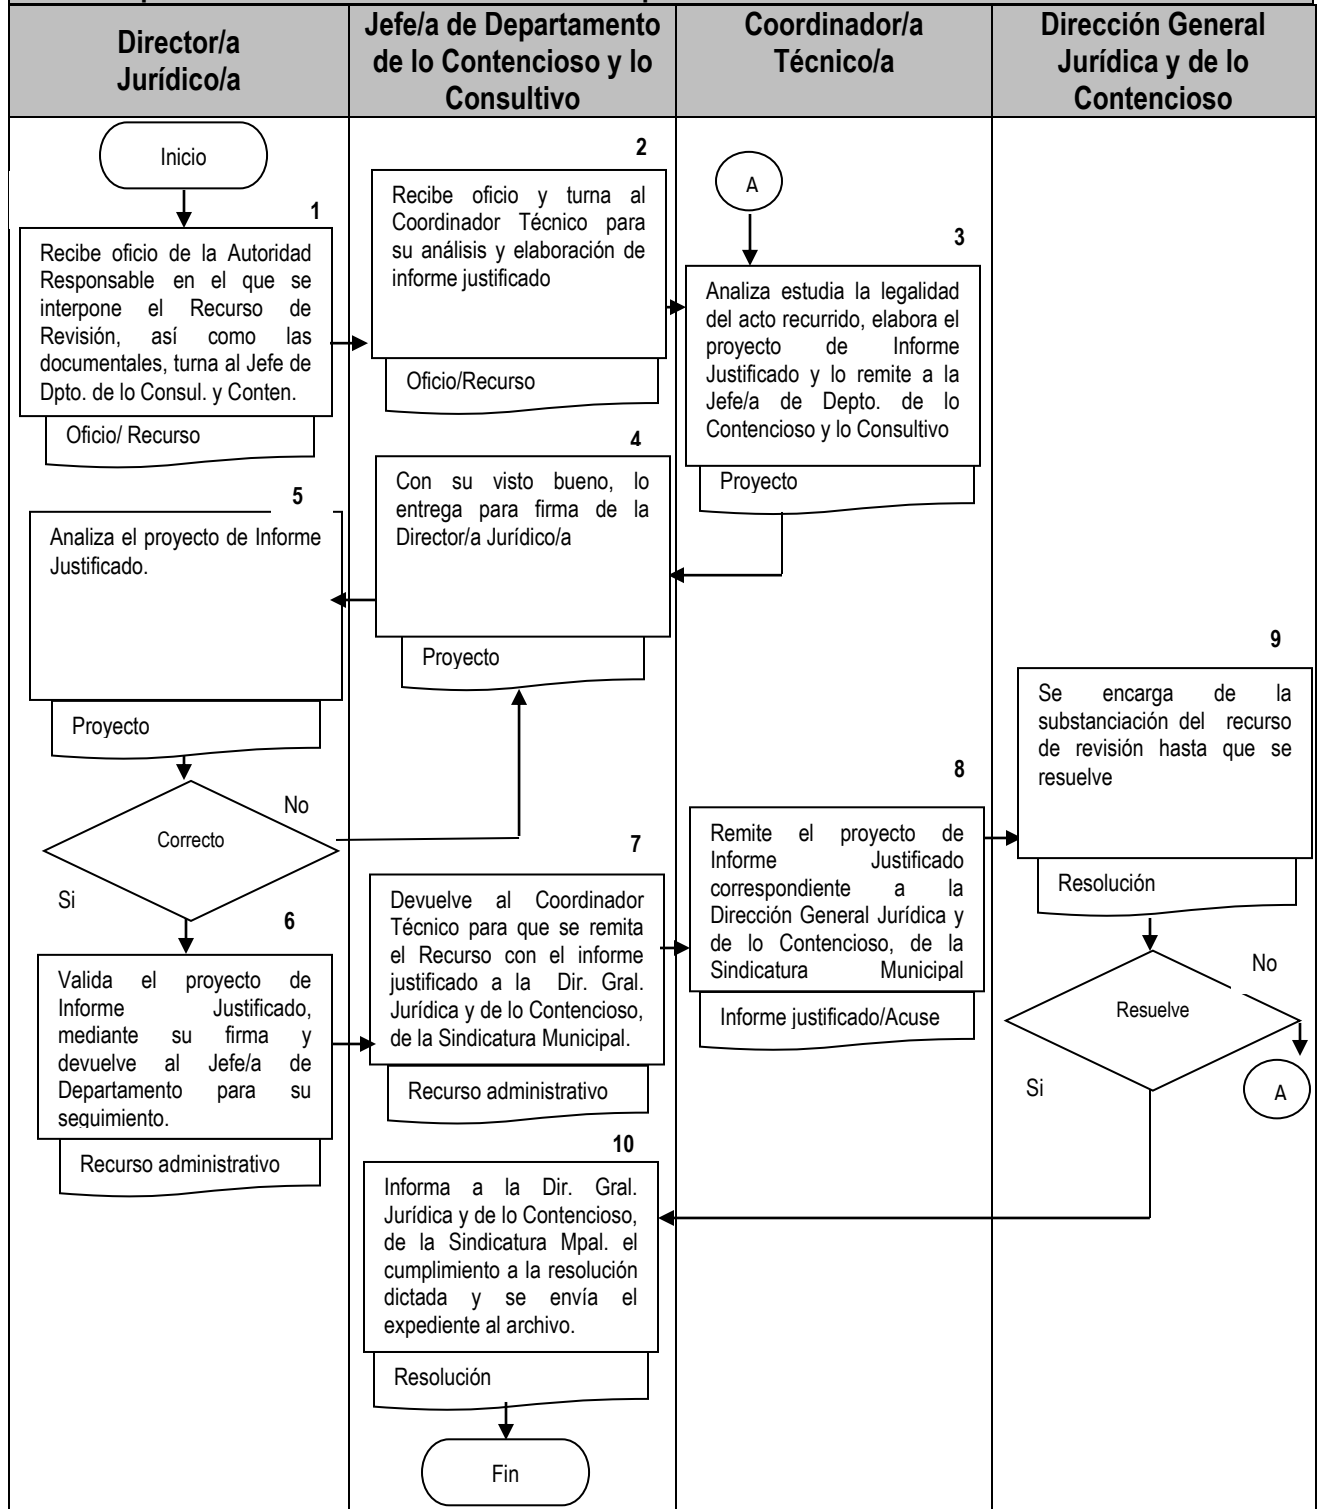 Director/a
Jurídico/a
Jefe/a de Departamento
de lo Contencioso y lo
Consultivo
Coordinador/a
Técnico/a
Dirección General
Jurídica y de lo
Contencioso
Inicio
1
Recibe oficio de la Autoridad
Responsable en el que se
interpone el Recurso de
Revisión, así como las
documentales, turna al Jefe de
Dpto. de lo Consul. y Conten.
Oficio/ Recurso
2
Recibe oficio y turna al
Coordinador Técnico para
su análisis y elaboración de
informe justificado
Oficio/Recurso
A
3
Analiza estudia la legalidad
del acto recurrido, elabora el
proyecto de Informe
Justificado y lo remite a la
Jefe/a de Depto. de lo
Contencioso y lo Consultivo
Proyecto
4
Con su visto bueno, lo
entrega para firma de la
Director/a Jurídico/a
Proyecto
5
Analiza el proyecto de Informe
Justificado.
Proyecto
Correcto
No
Si
6
Valida el proyecto de
Informe Justificado,
mediante su firma y
devuelve al Jefe/a de
Departamento para su
seguimiento.
Recurso administrativo
7
Devuelve al Coordinador
Técnico para que se remita
el Recurso con el informe
justificado a la Dir. Gral.
Jurídica y de lo Contencioso,
de la Sindicatura Municipal.
Recurso administrativo
8
Remite el proyecto de
Informe Justificado
correspondiente a la
Dirección General Jurídica y
de lo Contencioso, de la
Sindicatura Municipal
Informe justificado/Acuse
9
Se encarga de la
substanciación del recurso
de revisión hasta que se
resuelve
Resolución
Resuelve
No
Si
A
10
Informa a la Dir. Gral.
Jurídica y de lo Contencioso,
de la Sindicatura Mpal. el
cumplimiento a la resolución
dictada y se envía el
expediente al archivo.
Resolución
Fin